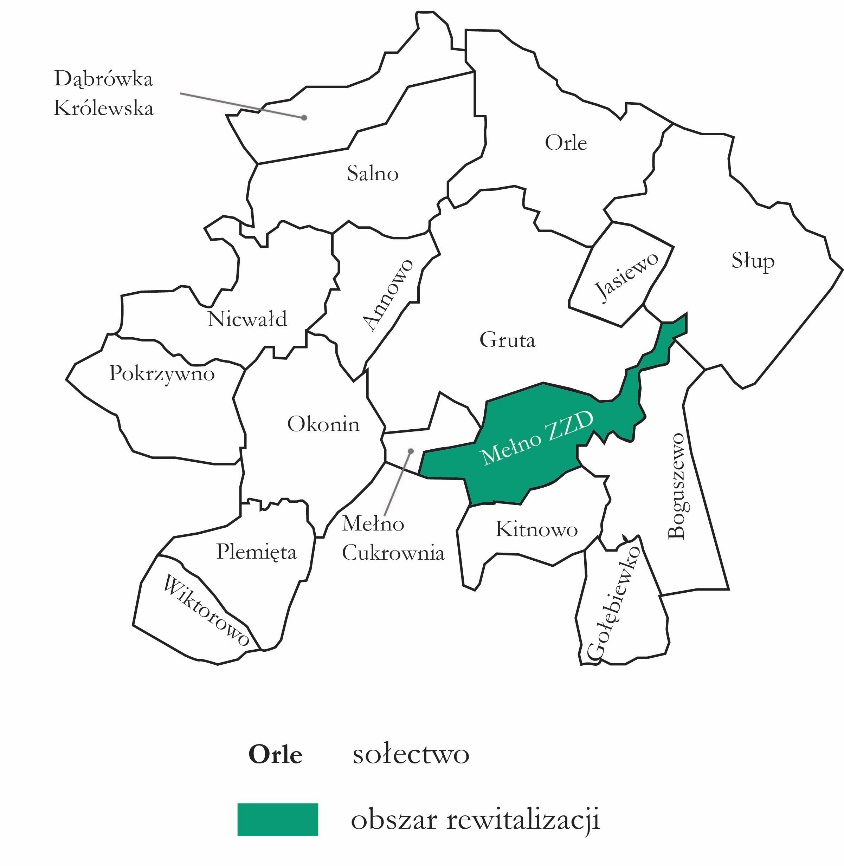 Dąbrówka
Królewska
Orle
Salno
Słup
Jasiewo
Annowo
Nicwałd
Gruta
Pokrzywno
Okonin
Mełno ZZD
Boguszewo
Mełno
Cukrownia
Kitnowo
Plemięta
Gołębiewko
Wiktorowo
Orle sołectwo
obszar rewitalizacji